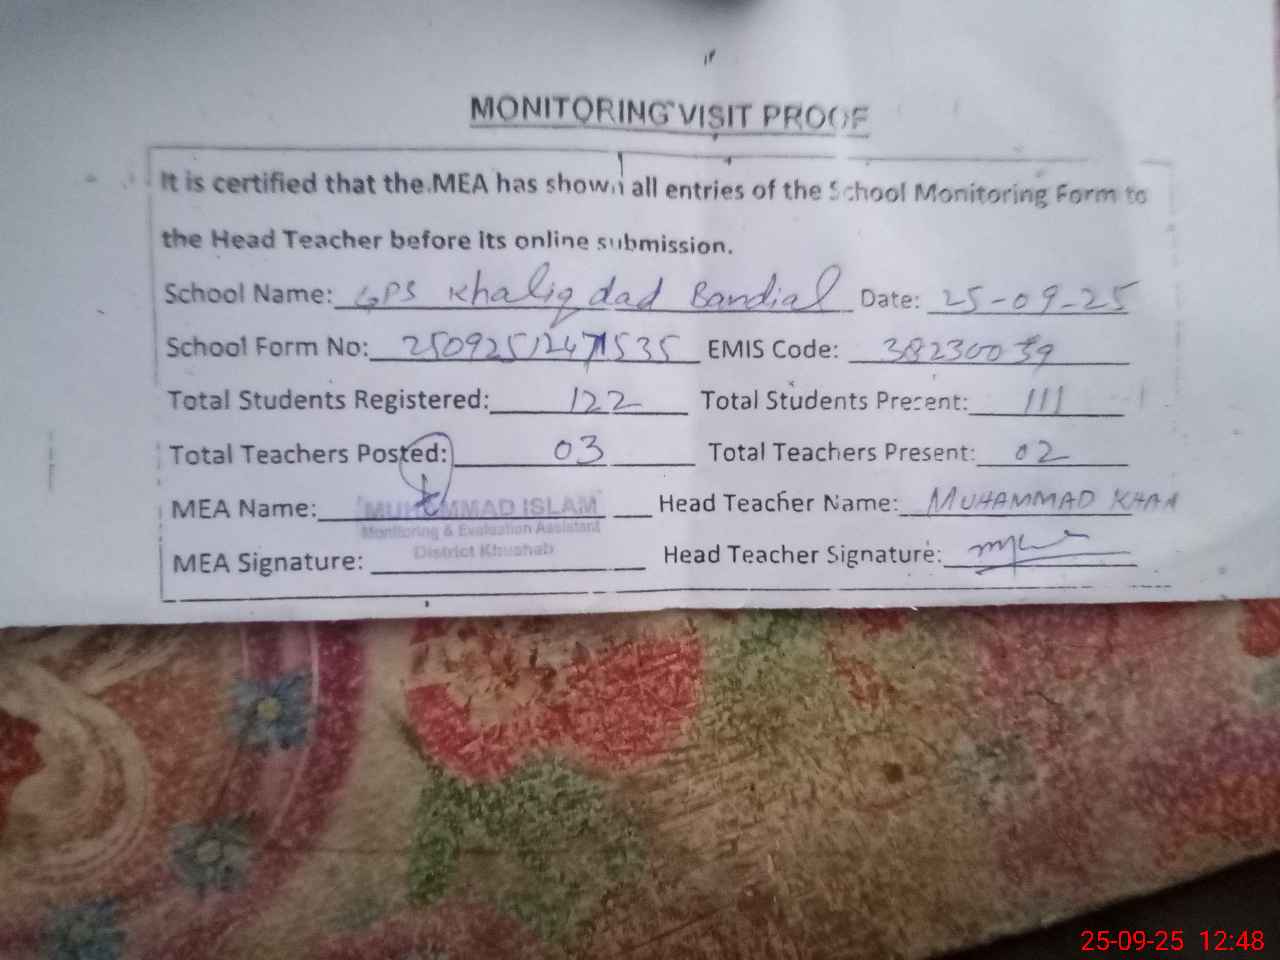 MONITORING VISIT PROOF
It is certified that the MEA has shown all entries of the School Monitoring Form to
the Head Teacher before its online submission.
School Name: GPS Khaliq dad Bandial Date: 25-09-25
School Form No: EMIS Code: 38230039
Total Students Registered: 122 Total Students Present: 111
Total Teachers Posted: 03 Total Teachers Present: 02
MEA Name: MUHAMMAD ISLAM Head Teacher Name: MUHAMMAD KHAN
Monitoring & Evaluation Assistant
District Khushab
MEA Signature: Head Teacher Signature:
25-09-25 12:48